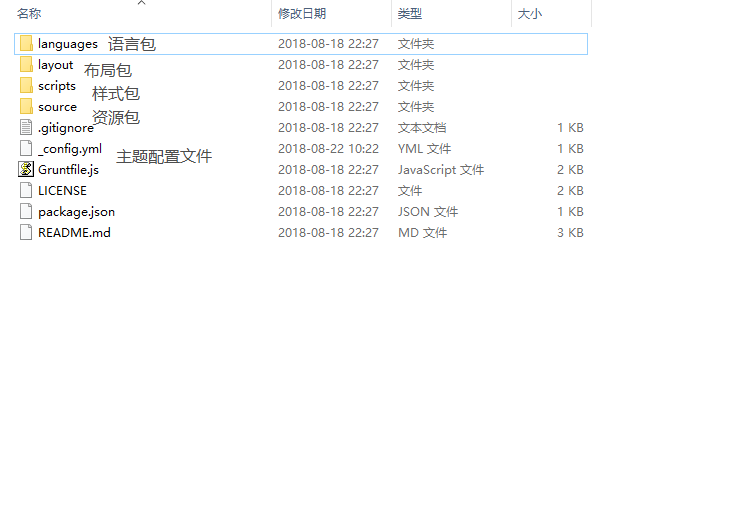 名称 修改日期 类型 大小
languages 语言包 2018-08-18 22:27 文件夹
layout 布局包 2018-08-18 22:27 文件夹
scripts 样式包 2018-08-18 22:27 文件夹
source 资源包 2018-08-18 22:27 文件夹
.gitignore 2018-08-18 22:27 文本文档 1 KB
_config.yml 主题配置文件 2018-08-22 10:22 YML 文件 1 KB
Gruntfile.js 2018-08-18 22:27 JavaScript 文件 2 KB
LICENSE 2018-08-18 22:27 文件 2 KB
package.json 2018-08-18 22:27 JSON 文件 1 KB
README.md 2018-08-18 22:27 MD 文件 3 KB